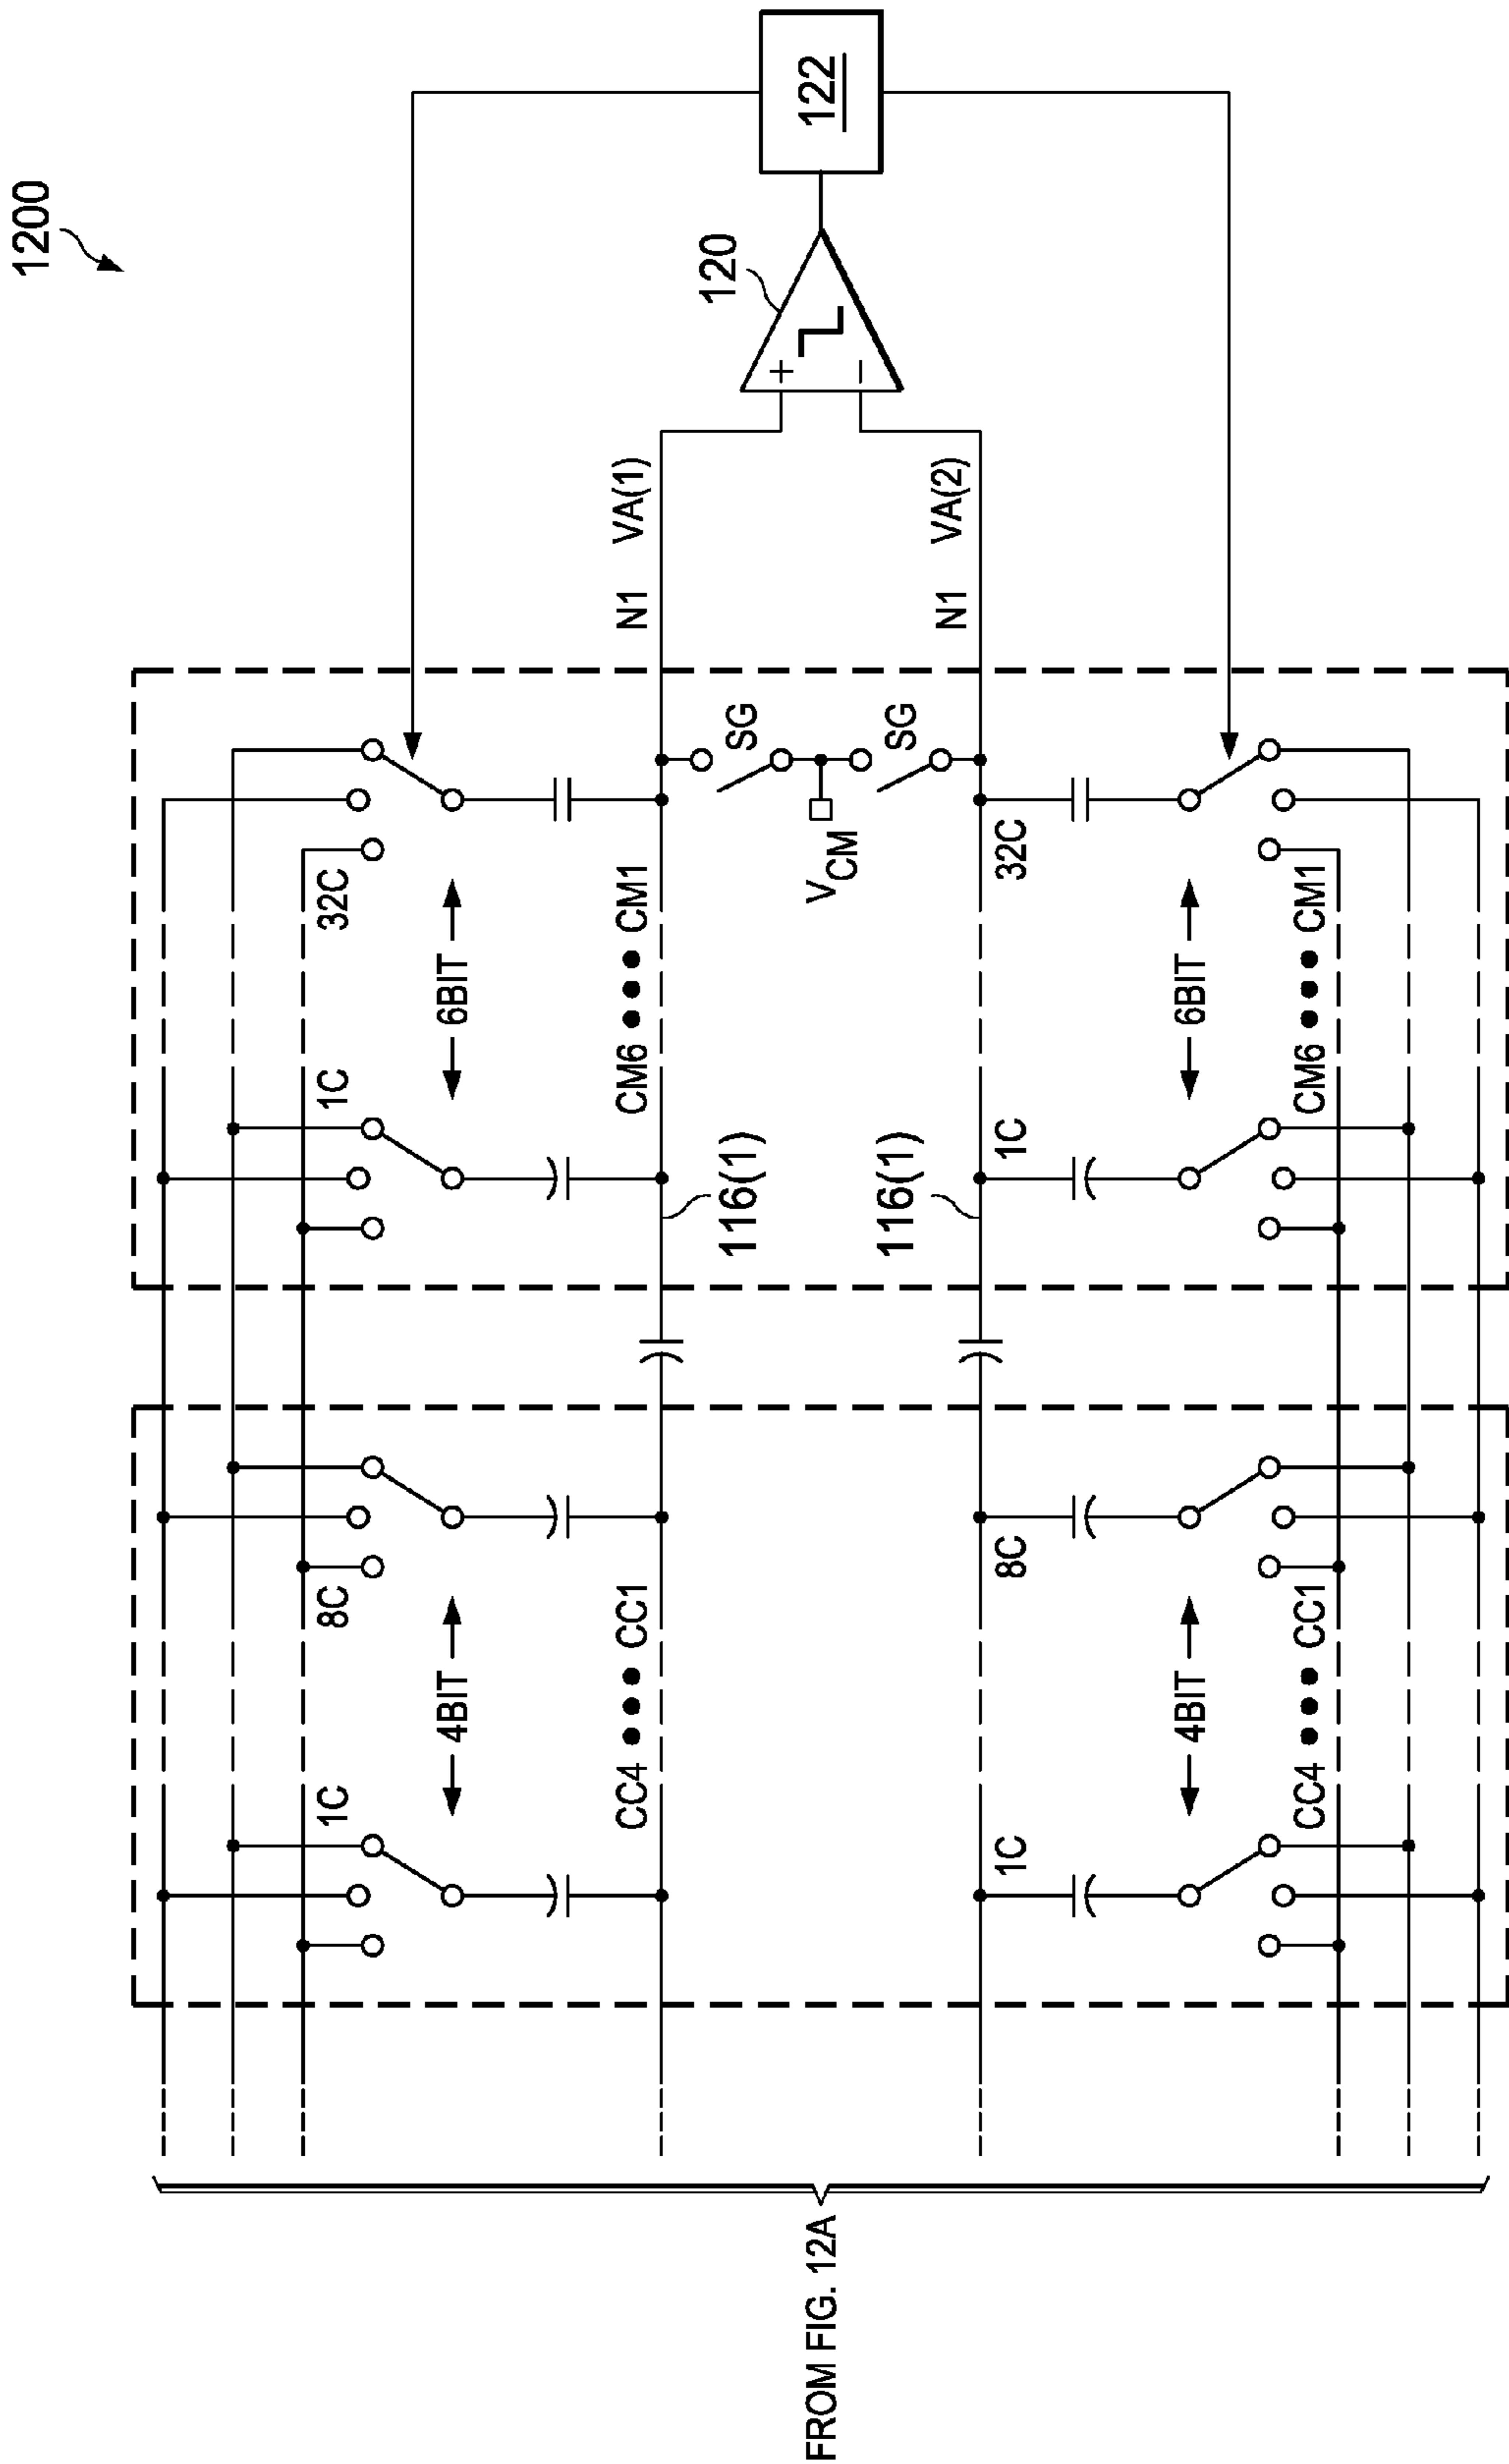 1200
122
120
+
−
N1 VA(1)
N1 VA(2)
SG
SG
VCM
32C
6BIT
1C
CM6 ••• CM1
116(1)
116(1)
32C
1C
6BIT
CM6 ••• CM1
8C
4BIT
1C
CC4 ••• CC1
8C
1C
4BIT
CC4 ••• CC1
FROM FIG. 12A